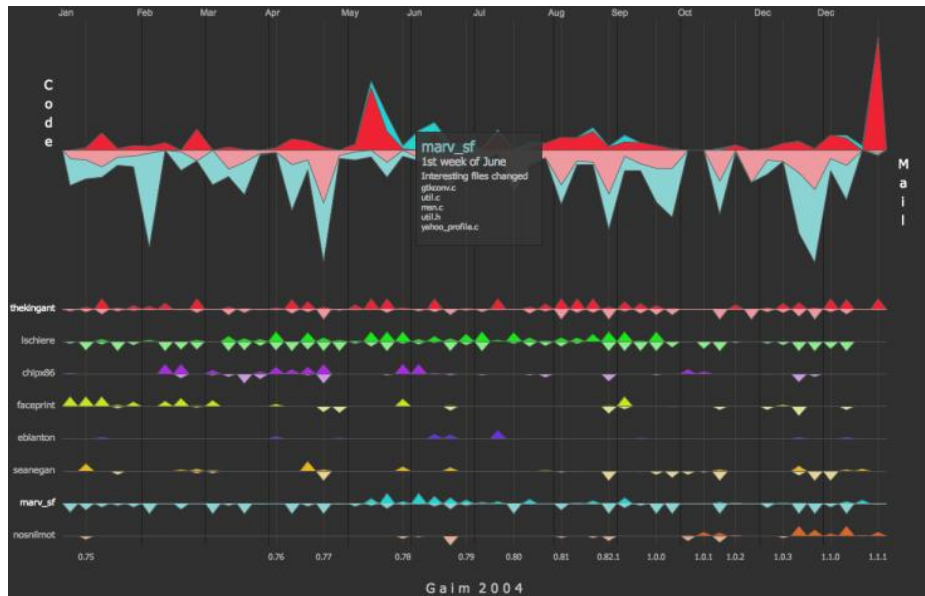 Jan Feb Mar Apr May Jun Jul Aug Sep Oct Dec Dec
Code
Mail
marv_sf
1st week of June
Interesting files changed
gtkconv.c
util.c
msn.c
util.h
yahoo_profile.c
thekingant
lschiere
chipx86
faceprint
eblanton
seanegan
marv_sf
nosnilmot
0.75 0.76 0.77 0.78 0.79 0.80 0.81 0.82.1 1.0.0 1.0.1 1.0.2 1.0.3 1.1.0 1.1.1
Gaim 2004